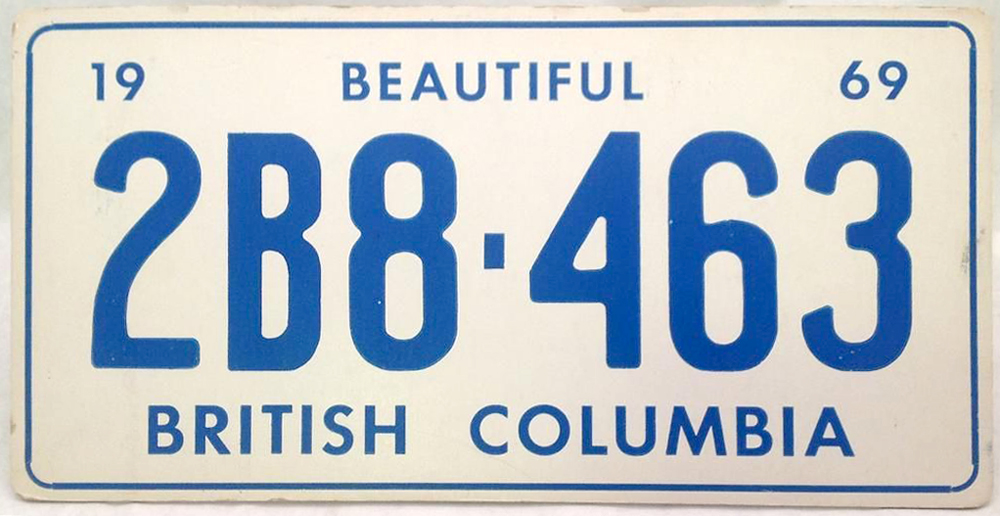 19 BEAUTIFUL 69
2B8·463
BRITISH COLUMBIA